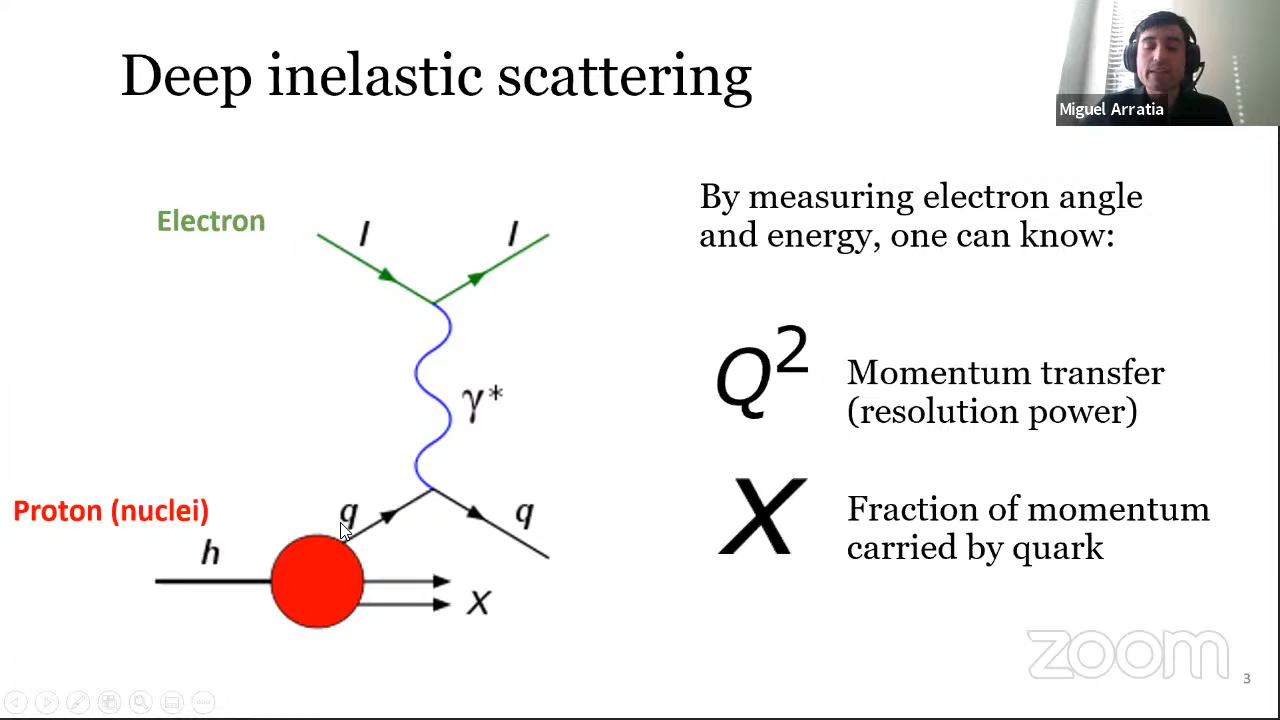 Deep inelastic scattering
Miguel Arratia
Electron
l
l
By measuring electron angle
and energy, one can know:
γ*
Q²
Momentum transfer
(resolution power)
Proton (nuclei)
q
q
h
X
x
Fraction of momentum
carried by quark
zoom
3